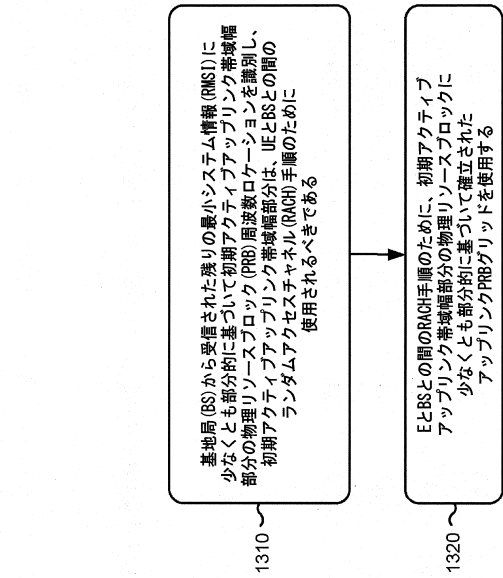 基地局(BS)から受信された残りの最小システム情報(RMSI)に
少なくとも部分的に基づいて初期アクティブアップリンク帯域幅
部分の物理リソースブロック(PRB)周波数ロケーションを識別し、
初期アクティブアップリンク帯域幅部分は、UEとBSとの間の
ランダムアクセスチャネル(RACH)手順のために
使用されるべきである
1310
EとBSとの間のRACH手順のために、初期アクティブ
アップリンク帯域幅部分の物理リソースブロックに
少なくとも部分的に基づいて確立された
アップリンクPRBグリッドを使用する
1320